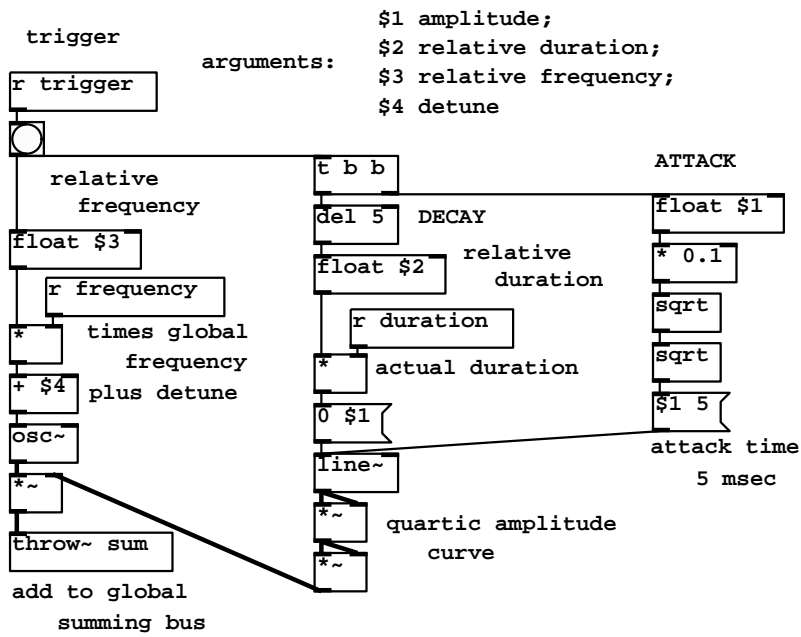 $1 amplitude;
$2 relative duration;
$3 relative frequency;
$4 detune
arguments:
trigger
r trigger
relative
frequency
float $3
r frequency
*
times global
frequency
+ $4
plus detune
osc~
*~
throw~ sum
add to global
summing bus
t b b
del 5
DECAY
float $2
relative
duration
r duration
*
actual duration
0 $1
line~
*~
quartic amplitude
curve
*~
ATTACK
float $1
* 0.1
sqrt
sqrt
$1 5
attack time
5 msec